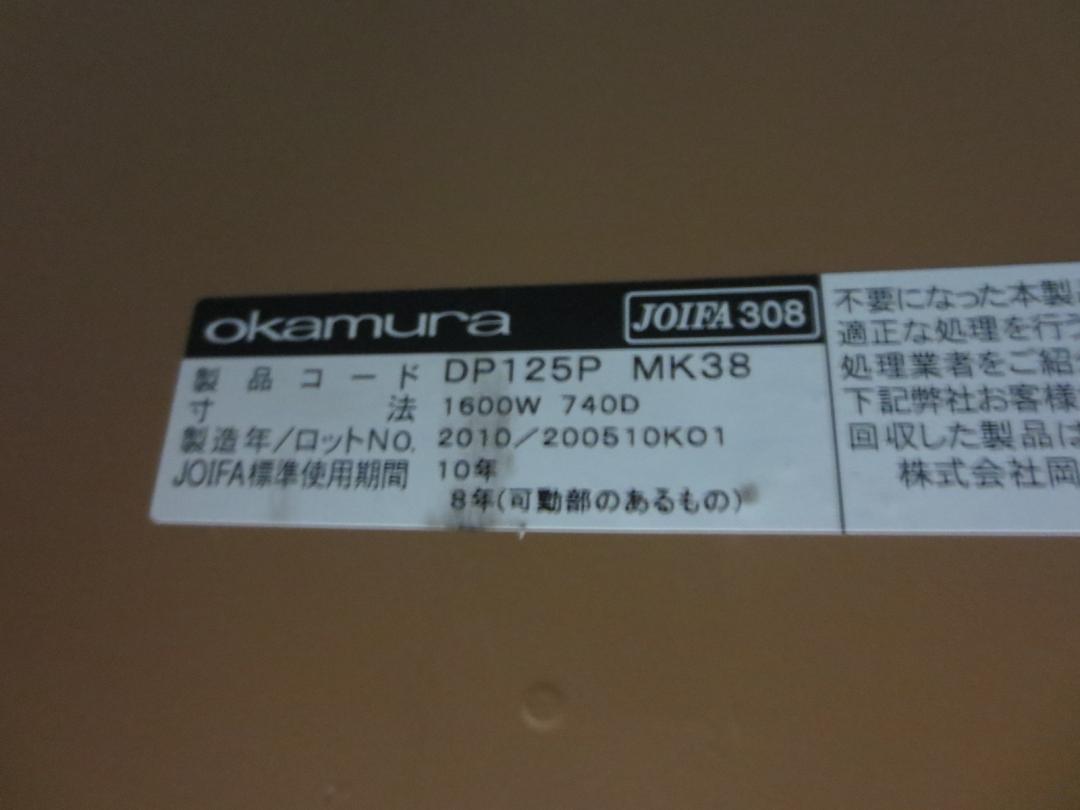 okamura JOIFA 308
製品コード DP125P MK38
寸法 1600W 740D
製造年/ロットNo. 2010/200510K01
JOIFA標準使用期間 10年
8年(可動部のあるもの)
不要になった本製
適正な処理を行う
処理業者をご紹
下記弊社お客様
回収した製品は
株式会社岡